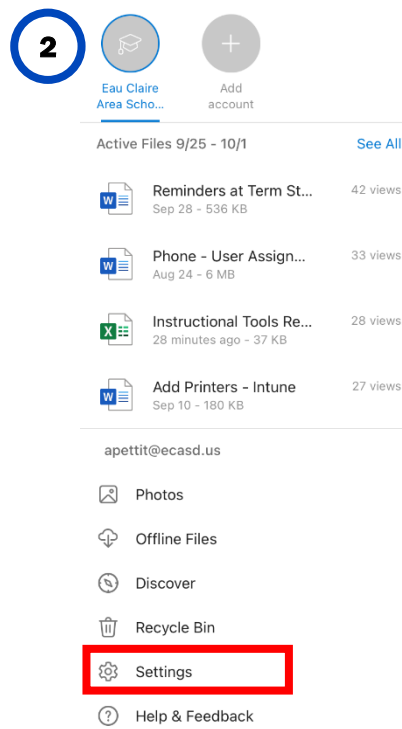 2
Eau Claire
Area Scho...
Add
account
Active Files 9/25 - 10/1 See All
Reminders at Term St... 42 views
Sep 28 - 536 KB
Phone - User Assign... 33 views
Aug 24 - 6 MB
Instructional Tools Re... 28 views
28 minutes ago - 37 KB
Add Printers - Intune 27 views
Sep 10 - 180 KB
apettit@ecasd.us
Photos
Offline Files
Discover
Recycle Bin
Settings
Help & Feedback